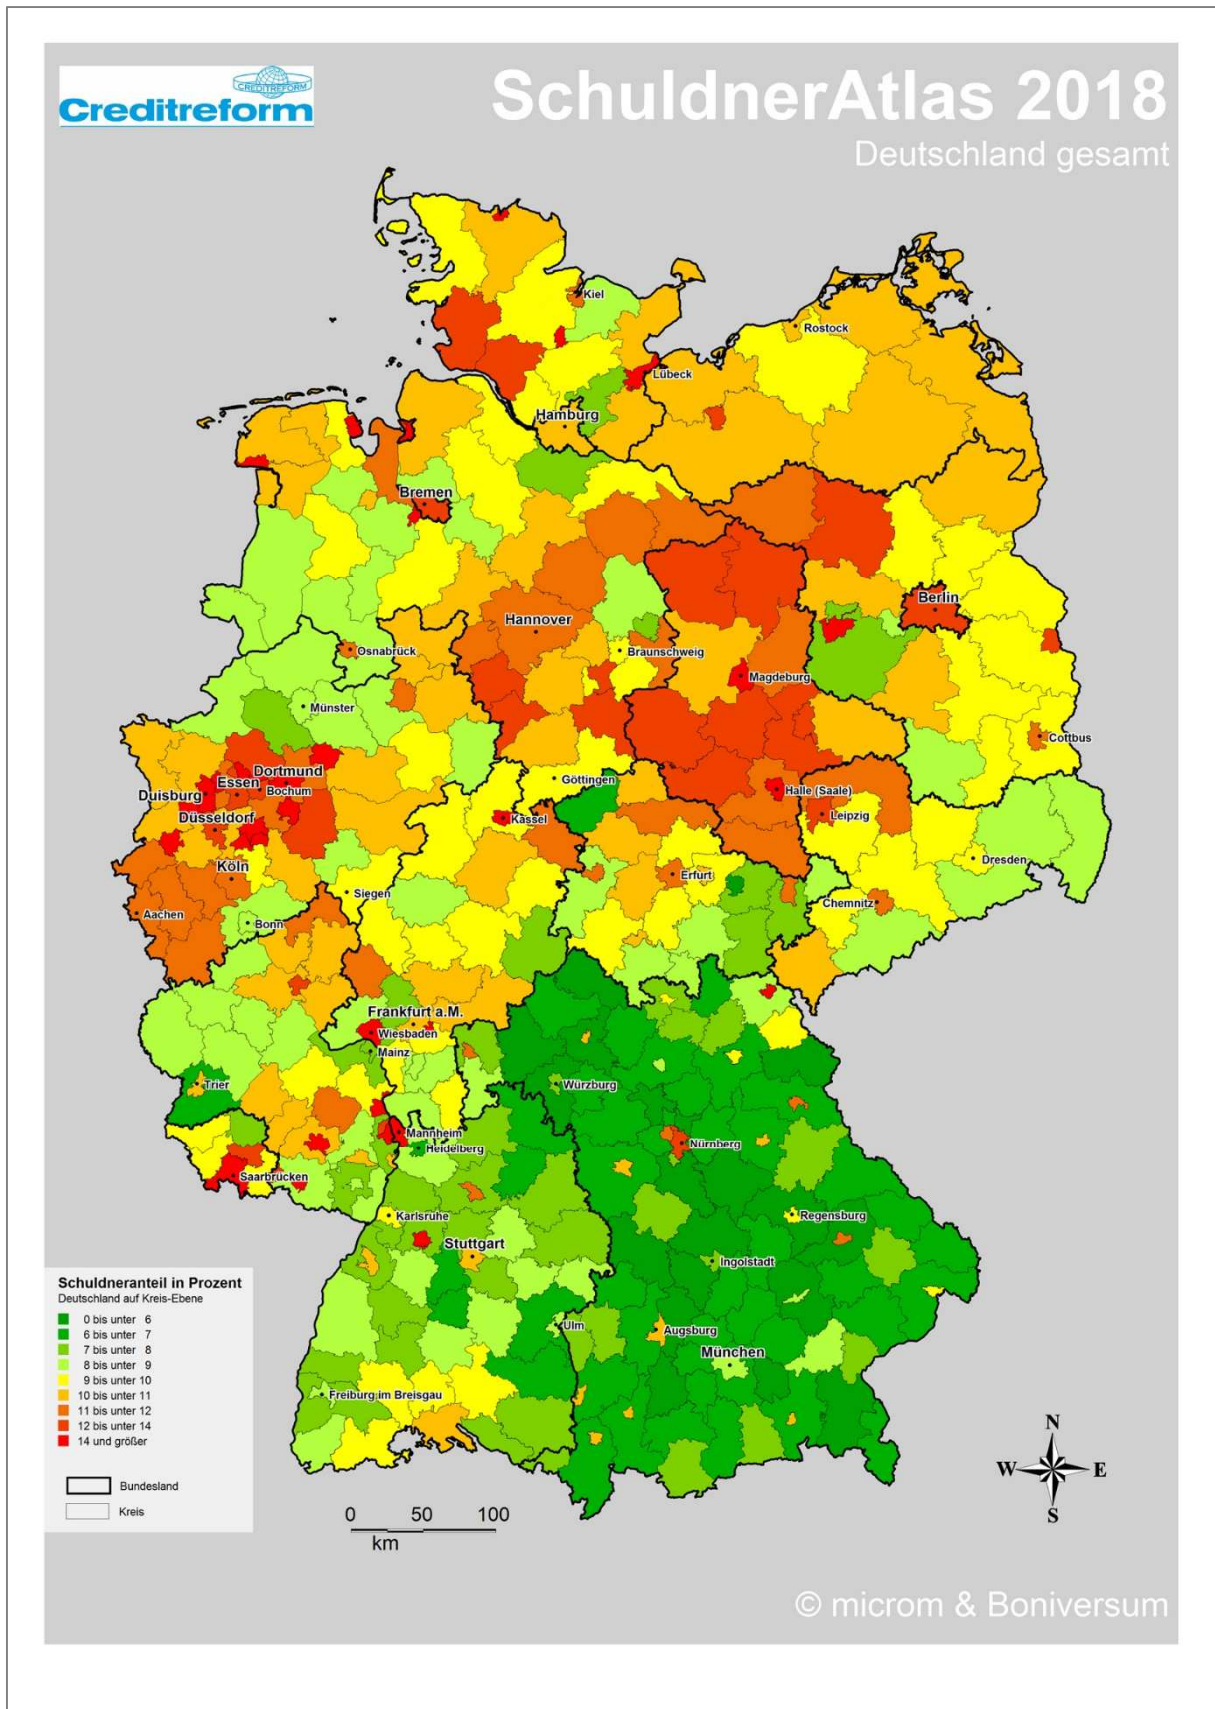 CREDITREFORM
Creditreform
SchuldnerAtlas 2018
Deutschland gesamt
Kiel
Rostock
Lübeck
Hamburg
Bremen
Berlin
Hannover
Osnabrück
Braunschweig
Magdeburg
Münster
Cottbus
Dortmund
Essen
Bochum
Duisburg
Göttingen
Halle (Saale)
Düsseldorf
Kassel
Leipzig
Köln
Dresden
Erfurt
Siegen
Chemnitz
Aachen
Bonn
Frankfurt a.M.
Wiesbaden
Mainz
Trier
Würzburg
Mannheim
Heidelberg
Nürnberg
Saarbrücken
Karlsruhe
Regensburg
Stuttgart
Ingolstadt
Ulm
Augsburg
München
Freiburg im Breisgau
Schuldneranteil in Prozent
Deutschland auf Kreis-Ebene
0 bis unter 6
6 bis unter 7
7 bis unter 8
8 bis unter 9
9 bis unter 10
10 bis unter 11
11 bis unter 12
12 bis unter 14
14 und größer
Bundesland
Kreis
0 50 100
km
N
W E
S
© microm & Boniversum